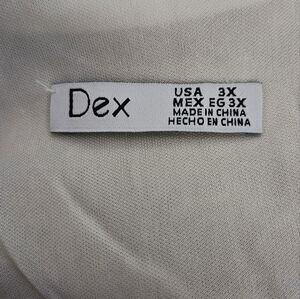 Dex
USA 3X
MEX EG 3X
MADE IN CHINA
HECHO EN CHINA